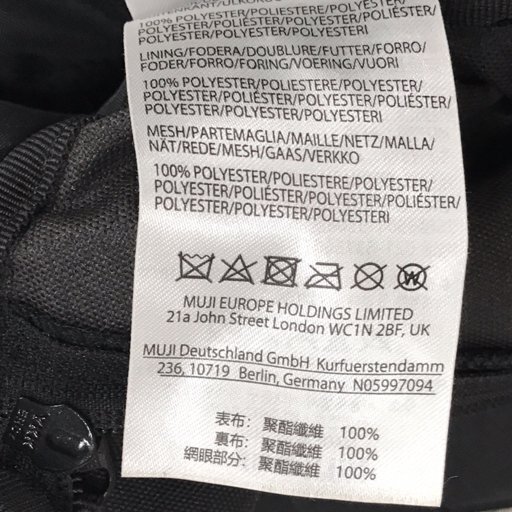 100% POLYESTER/POLIESTERE/POLYESTER/
POLYESTER/POLIÉSTER/POLYESTER/POLIÉSTER/
POLYESTER/POLYESTER/POLYESTERI
LINING/FODERA/DOUBLURE/FUTTER/FORRO/
FODER/FORRO/FORING/VOERING/VUORI
100% POLYESTER/POLIESTERE/POLYESTER/
POLYESTER/POLIÉSTER/POLYESTER/POLIÉSTER/
POLYESTER/POLYESTER/POLYESTERI
MESH/PARTEMAGLIA/MAILLE/NETZ/MALLA/
NÄT/REDE/MESH/GAAS/VERKKO
100% POLYESTER/POLIESTERE/POLYESTER/
POLYESTER/POLIÉSTER/POLYESTER/POLIÉSTER/
POLYESTER/POLYESTER/POLYESTERI
MUJI EUROPE HOLDINGS LIMITED
21a John Street London WC1N 2BF, UK
MUJI Deutschland GmbH Kurfuerstendamm
236, 10719 Berlin, Germany N05997094
表布： 聚酯纖維 100%
裏布： 聚酯纖維 100%
網眼部分： 聚酯纖維 100%
YKK